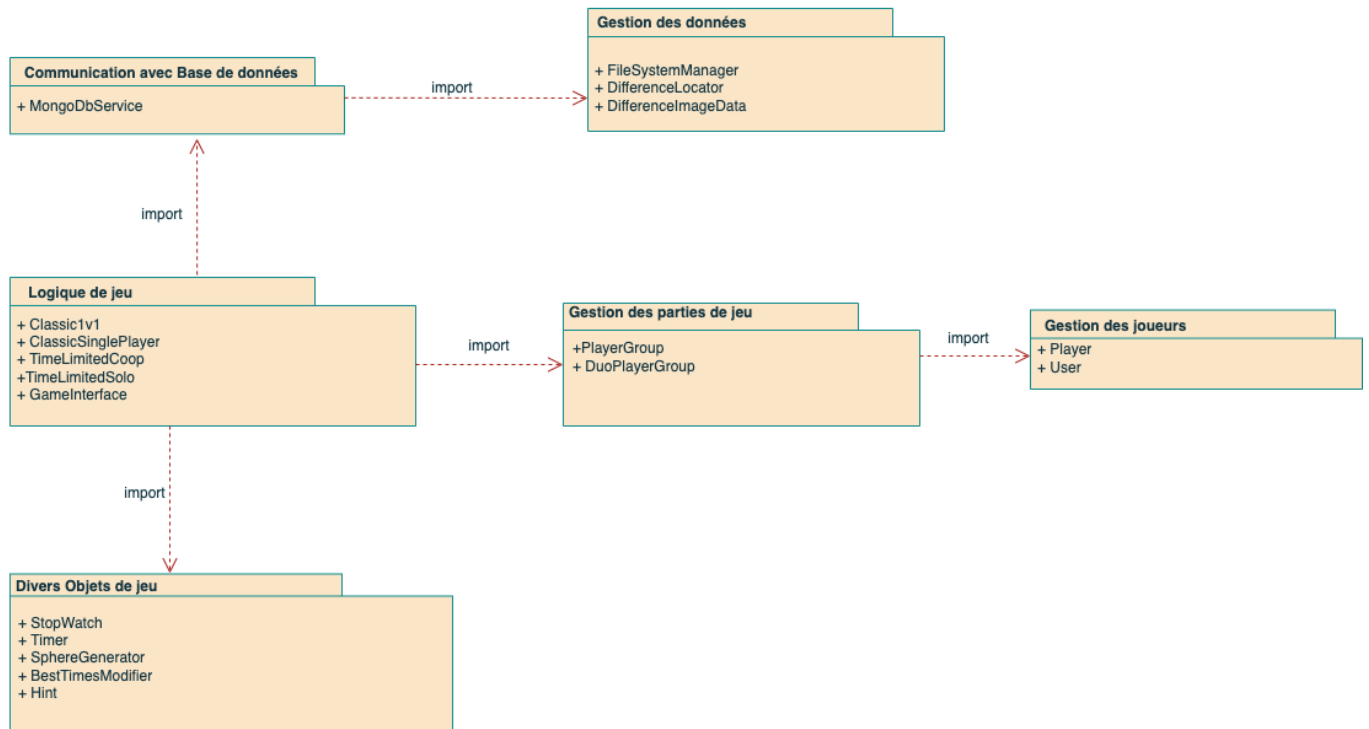 Gestion des données
+ FileSystemManager
+ DifferenceLocator
+ DifferenceImageData
Communication avec Base de données
+ MongoDbService
import
import
Logique de jeu
+ Classic1v1
+ ClassicSinglePlayer
+ TimeLimitedCoop
+TimeLimitedSolo
+ GameInterface
import
Gestion des parties de jeu
+PlayerGroup
+ DuoPlayerGroup
import
Gestion des joueurs
+ Player
+ User
import
Divers Objets de jeu
+ StopWatch
+ Timer
+ SphereGenerator
+ BestTimesModifier
+ Hint